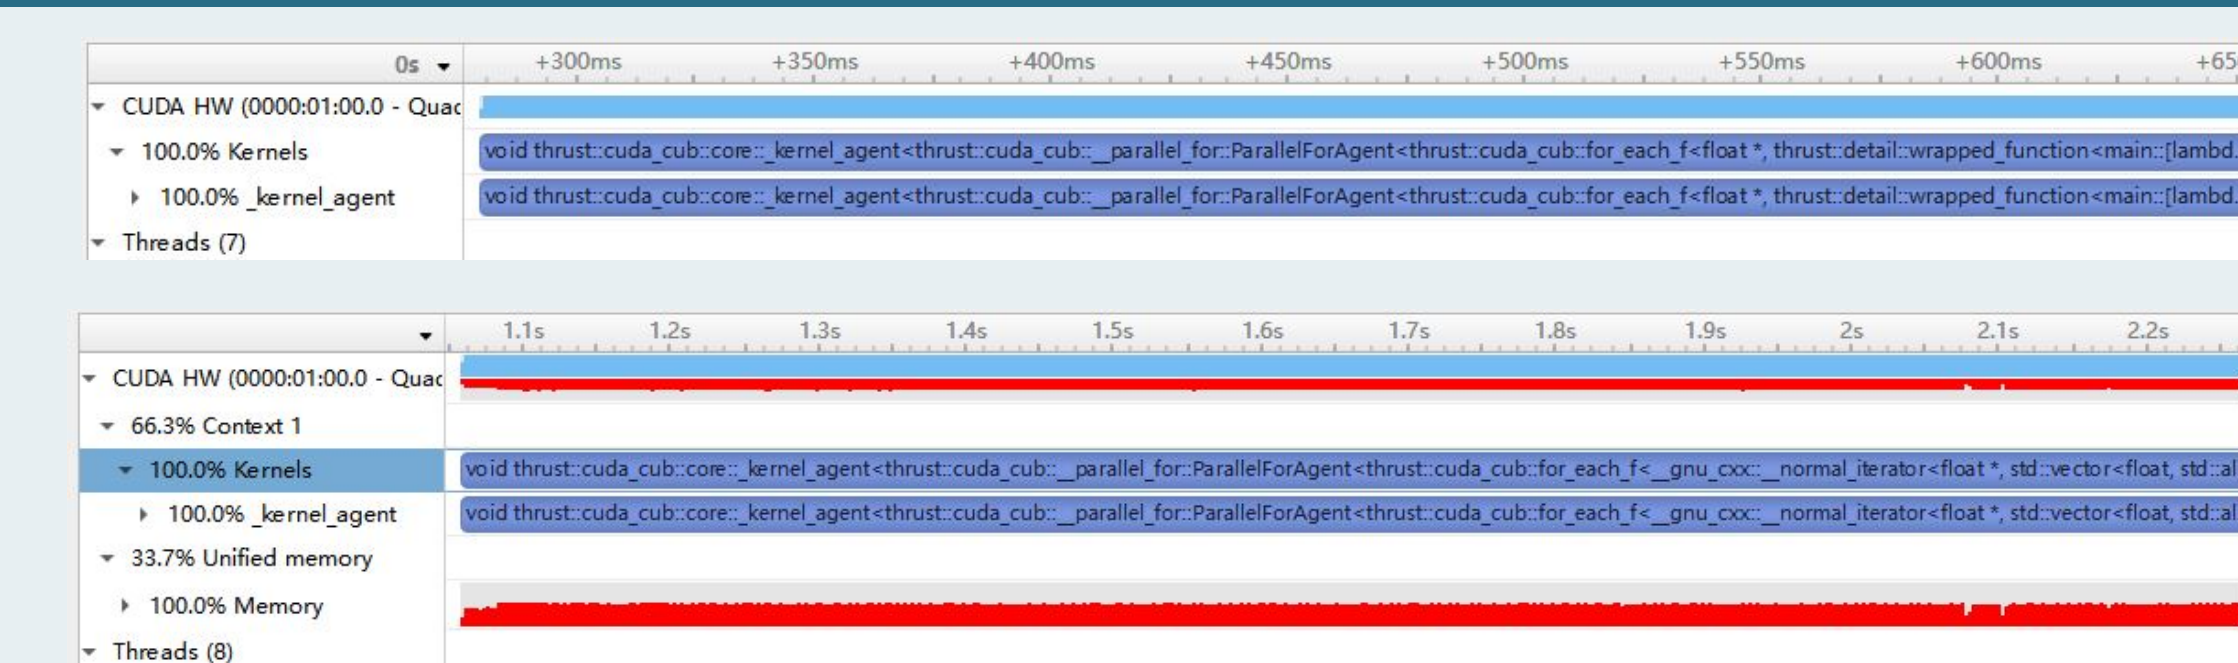 0s +300ms +350ms +400ms +450ms +500ms +550ms +600ms +65
CUDA HW (0000:01:00.0 - Quad
100.0% Kernels void thrust::cuda_cub::core::_kernel_agent<thrust::cuda_cub::__parallel_for::ParallelForAgent<thrust::cuda_cub::for_each_f<float *, thrust::detail::wrapped_function<main::[lambd.
100.0% _kernel_agent void thrust::cuda_cub::core::_kernel_agent<thrust::cuda_cub::__parallel_for::ParallelForAgent<thrust::cuda_cub::for_each_f<float *, thrust::detail::wrapped_function<main::[lambd.
Threads (7)
1.1s 1.2s 1.3s 1.4s 1.5s 1.6s 1.7s 1.8s 1.9s 2s 2.1s 2.2s
CUDA HW (0000:01:00.0 - Quad
66.3% Context 1
100.0% Kernels void thrust::cuda_cub::core::_kernel_agent<thrust::cuda_cub::__parallel_for::ParallelForAgent<thrust::cuda_cub::for_each_f<__gnu_cxx::__normal_iterator<float *, std::vector<float, std::al
100.0% _kernel_agent void thrust::cuda_cub::core::_kernel_agent<thrust::cuda_cub::__parallel_for::ParallelForAgent<thrust::cuda_cub::for_each_f<__gnu_cxx::__normal_iterator<float *, std::vector<float, std::al
33.7% Unified memory
100.0% Memory
Threads (8)